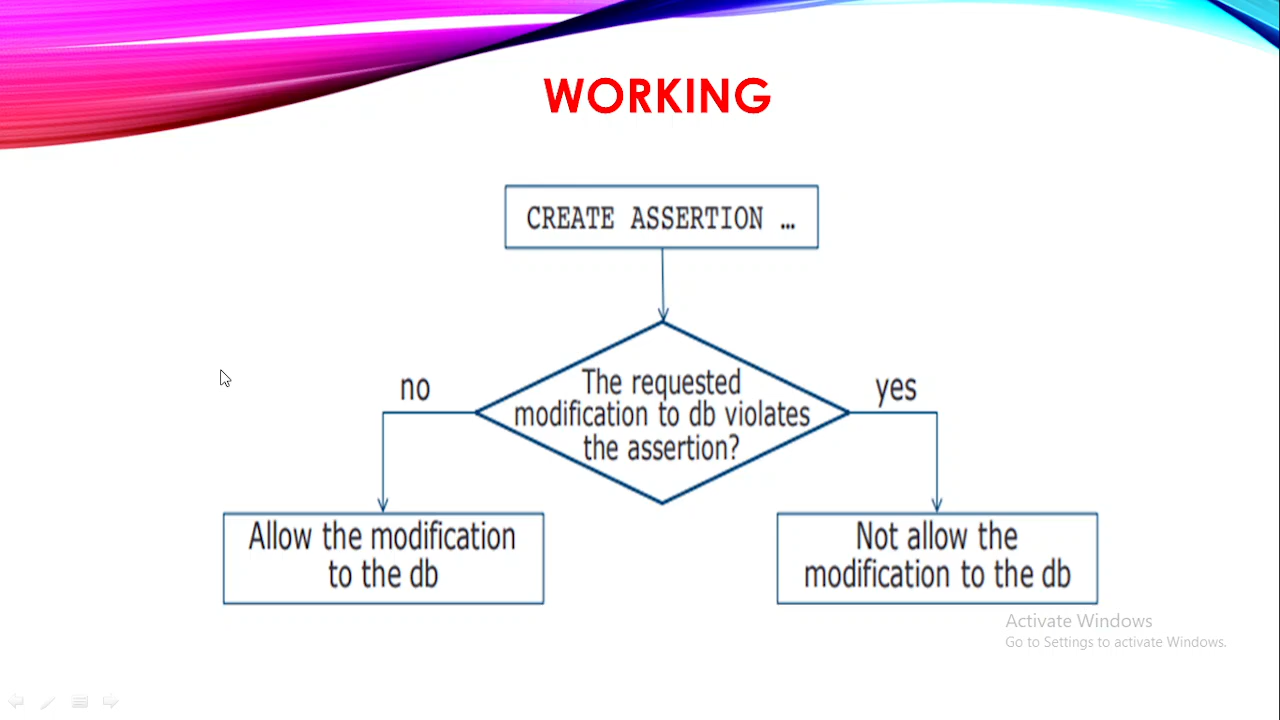 WORKING
CREATE ASSERTION …
The requested
modification to db violates
the assertion?
no
yes
Allow the modification
to the db
Not allow the
modification to the db
Activate Windows
Go to Settings to activate Windows.